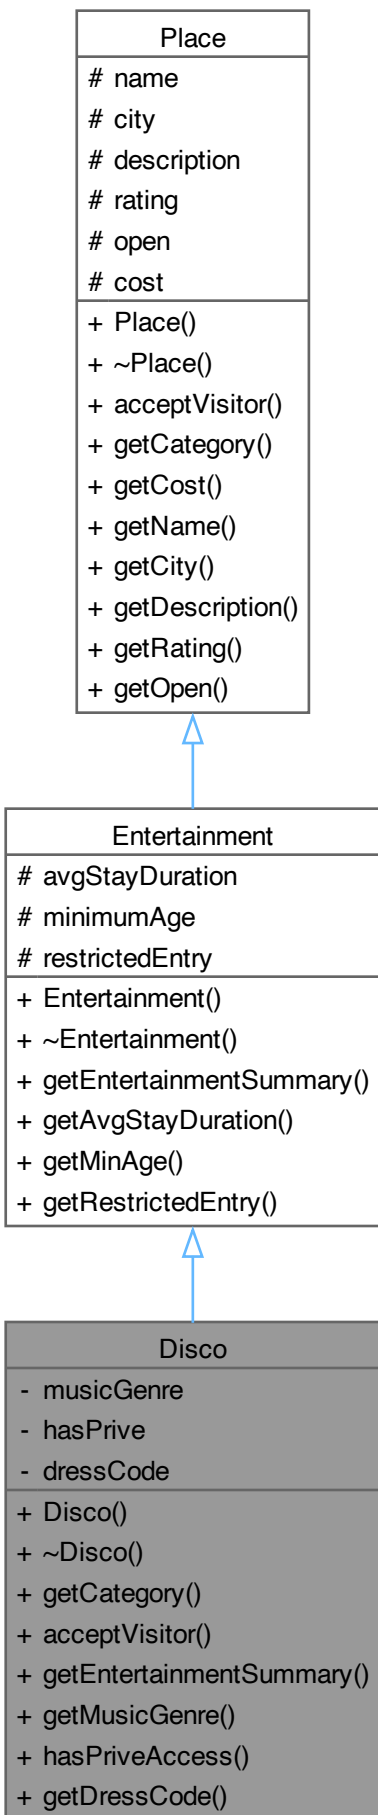 Place
# name
# city
# description
# rating
# open
# cost
+ Place()
+ ~Place()
+ acceptVisitor()
+ getCategory()
+ getCost()
+ getName()
+ getCity()
+ getDescription()
+ getRating()
+ getOpen()
Entertainment
# avgStayDuration
# minimumAge
# restrictedEntry
+ Entertainment()
+ ~Entertainment()
+ getEntertainmentSummary()
+ getAvgStayDuration()
+ getMinAge()
+ getRestrictedEntry()
Disco
- musicGenre
- hasPrive
- dressCode
+ Disco()
+ ~Disco()
+ getCategory()
+ acceptVisitor()
+ getEntertainmentSummary()
+ getMusicGenre()
+ hasPriveAccess()
+ getDressCode()